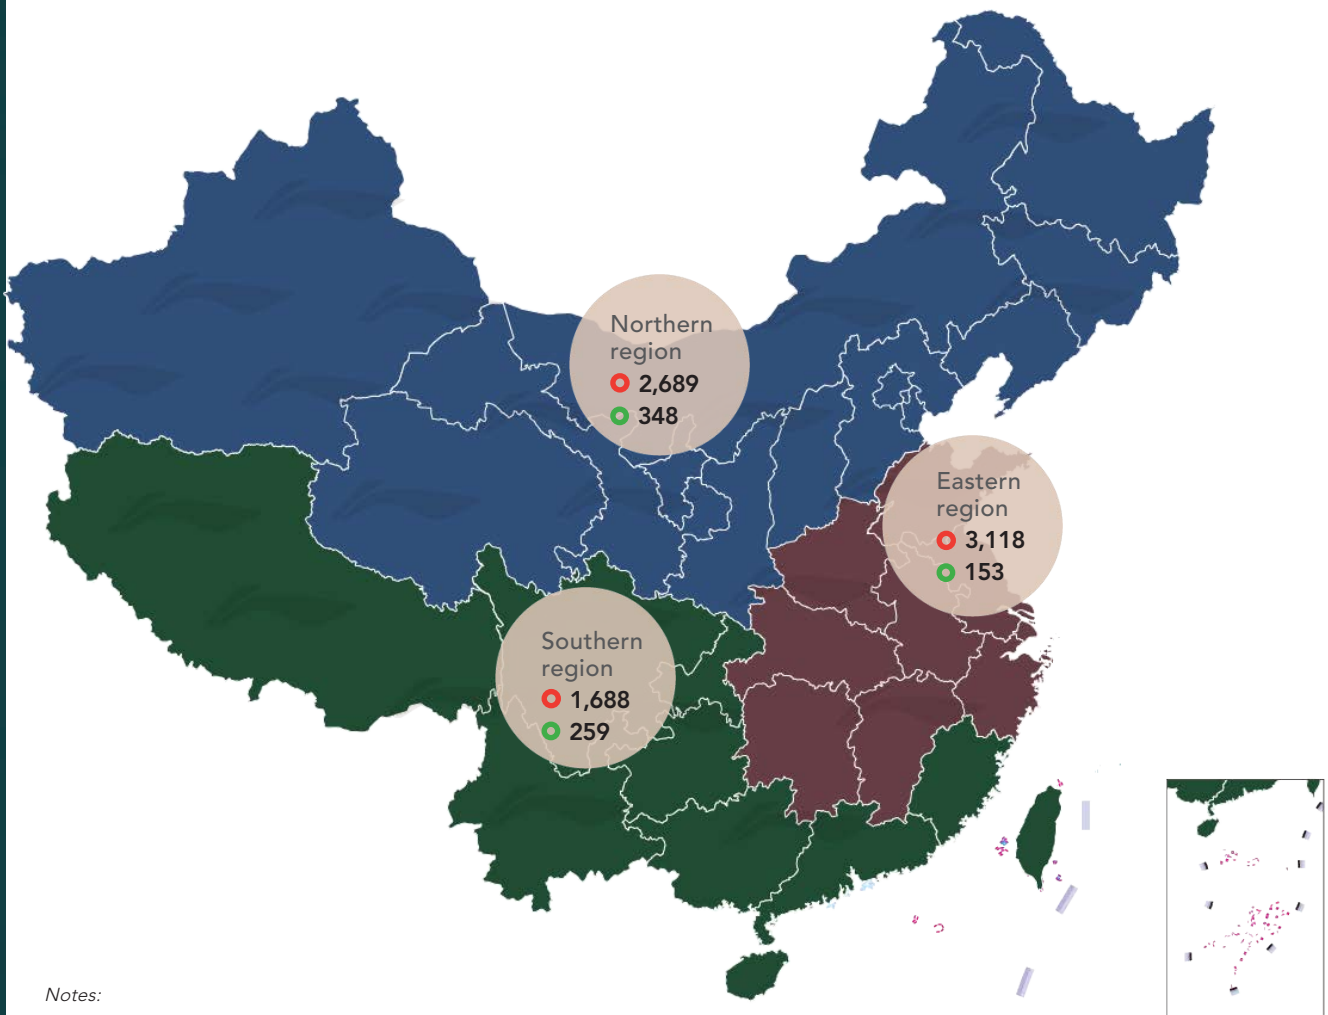 Northern
region
2,689
348
Eastern
region
3,118
153
Southern
region
1,688
259
Notes: